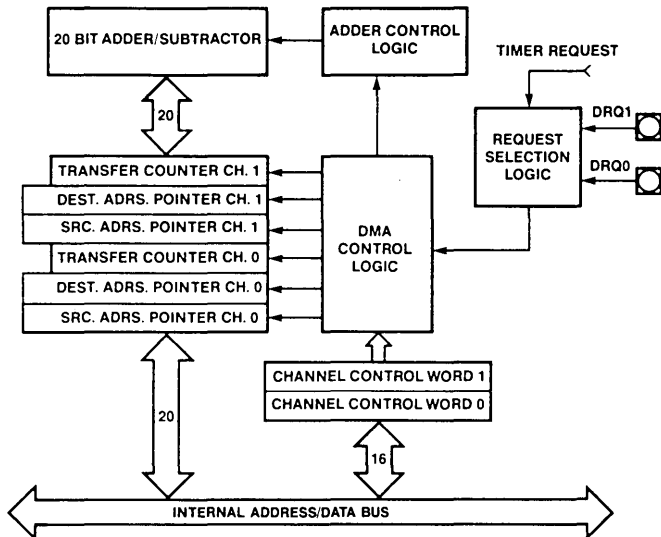 20 BIT ADDER/SUBTRACTOR
ADDER CONTROL
LOGIC
TIMER REQUEST
20
DRQ1
REQUEST
SELECTION
LOGIC
DRQ0
TRANSFER COUNTER CH. 1
DEST. ADRS. POINTER CH. 1
SRC. ADRS. POINTER CH. 1
TRANSFER COUNTER CH. 0
DEST. ADRS. POINTER CH. 0
SRC. ADRS. POINTER CH. 0
DMA
CONTROL
LOGIC
CHANNEL CONTROL WORD 1
CHANNEL CONTROL WORD 0
20
16
INTERNAL ADDRESS/DATA BUS